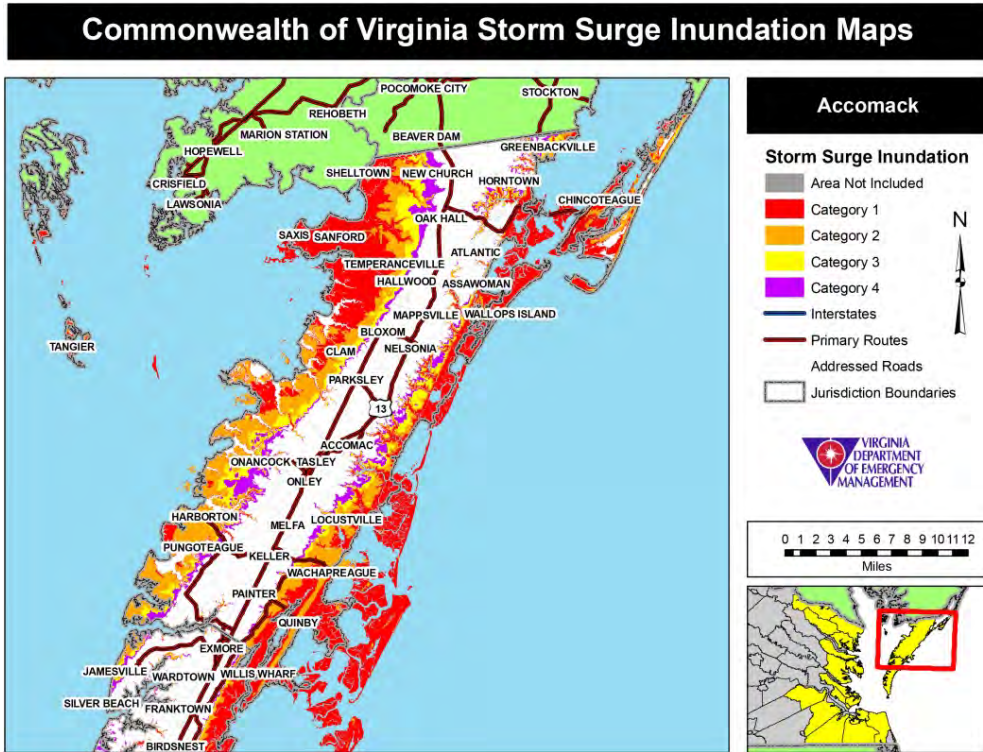 Commonwealth of Virginia Storm Surge Inundation Maps
POCOMOKE CITY
STOCKTON
REHOBETH
MARION STATION
BEAVER DAM
HOPEWELL
GREENBACKVILLE
SHELLTOWN
NEW CHURCH
CRISFIELD
HORNTOWN
LAWSONIA
CHINCOTEAGUE
OAK HALL
SAXIS
SANFORD
ATLANTIC
TEMPERANCEVILLE
HALLWOOD
ASSAWOMAN
MAPPSVILLE
WALLOPS ISLAND
BLOXOM
TANGIER
CLAM
NELSONIA
PARKSLEY
13
ACCOMAC
ONANCOCK
TASLEY
ONLEY
HARBORTON
MELFA
LOCUSTVILLE
PUNGOTEAGUE
KELLER
WACHAPREAGUE
PAINTER
QUINBY
EXMORE
JAMESVILLE
WARDTOWN
WILLIS WHARF
SILVER BEACH
FRANKTOWN
BIRDSNEST
Accomack
Storm Surge Inundation
Area Not Included
Category 1
Category 2
Category 3
Category 4
Interstates
Primary Routes
Addressed Roads
Jurisdiction Boundaries
N
VIRGINIA
DEPARTMENT
OF EMERGENCY
MANAGEMENT
0 1 2 3 4 5 6 7 8 9 10 11 12
Miles